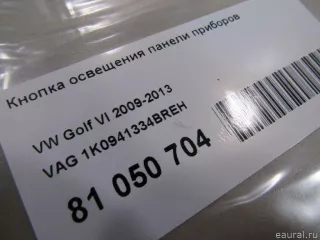 Кнопка освещения панели приборов
VW Golf VI 2009-2013
VAG 1K0941334BREH
81 050 704
eaural.ru